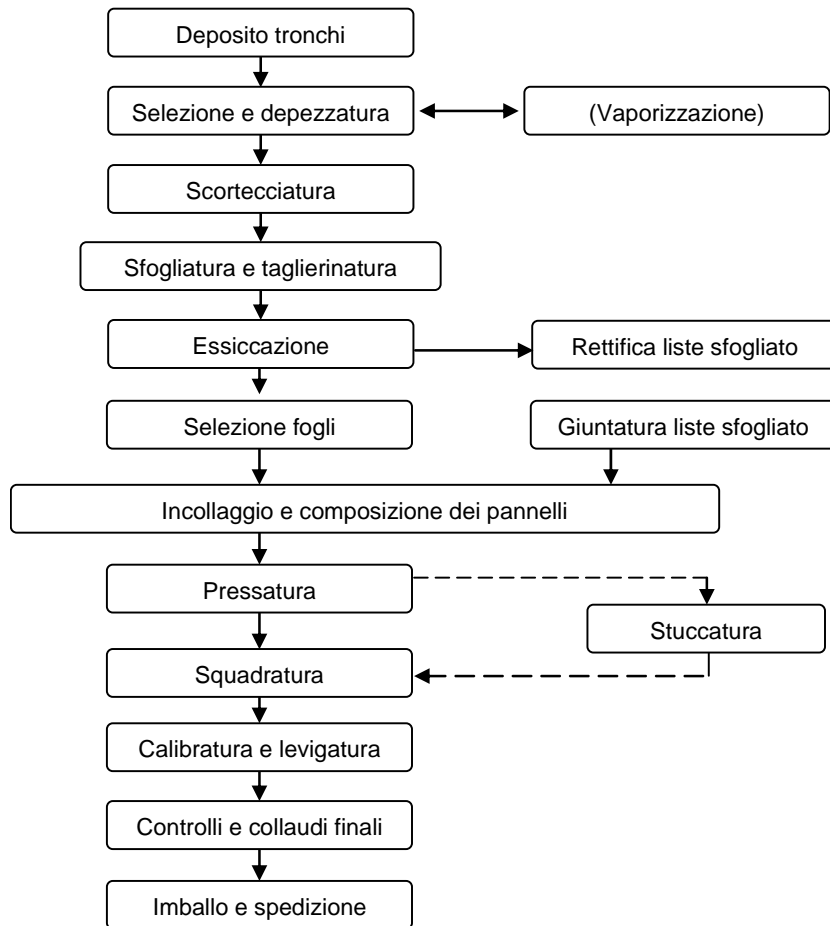 Deposito tronchi
Selezione e depezzatura
(Vaporizzazione)
Scortecciatura
Sfogliatura e taglierinatura
Essiccazione
Rettifica liste sfogliato
Selezione fogli
Giuntatura liste sfogliato
Incollaggio e composizione dei pannelli
Pressatura
Stuccatura
Squadratura
Calibratura e levigatura
Controlli e collaudi finali
Imballo e spedizione